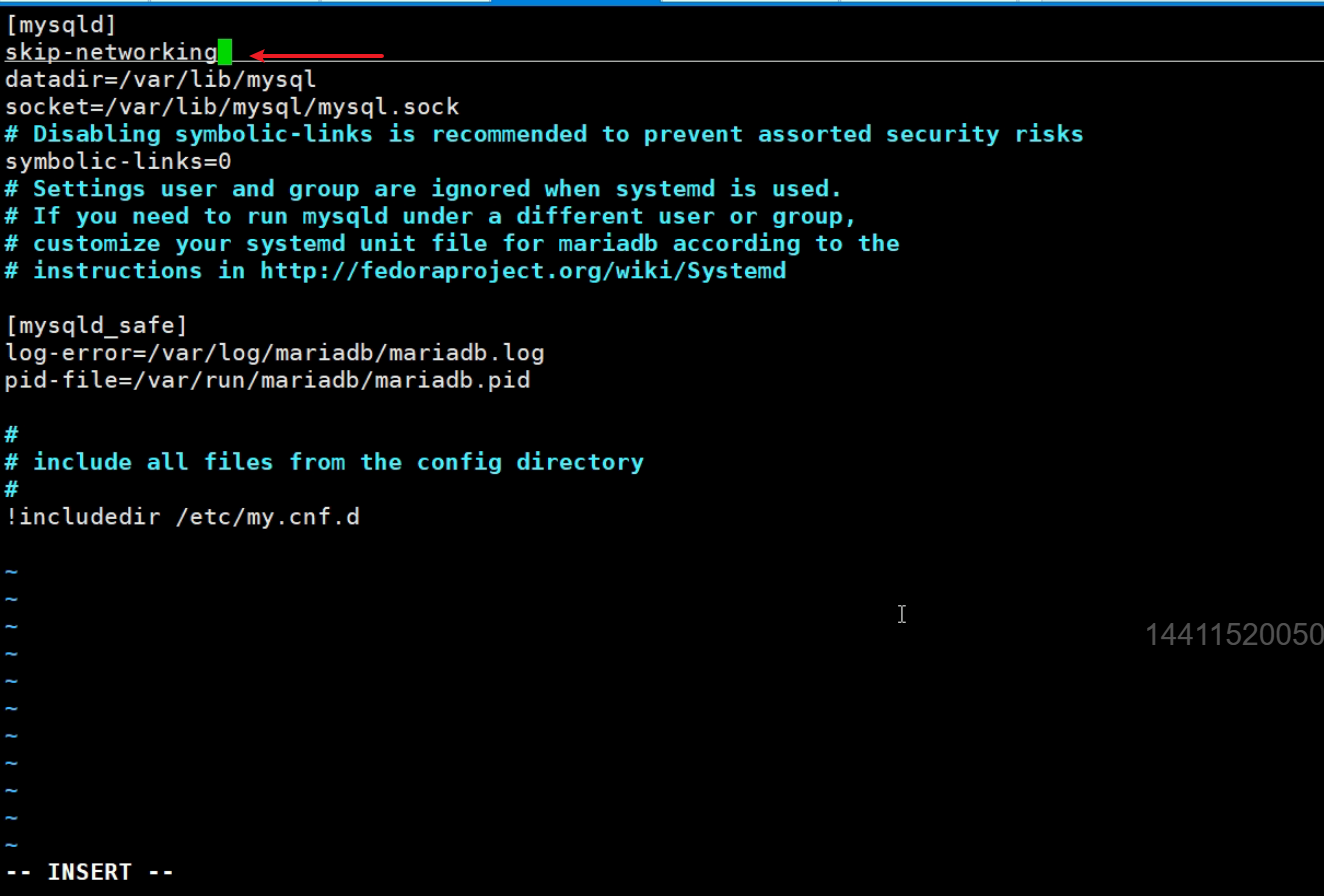 [mysqld]
skip-networking
datadir=/var/lib/mysql
socket=/var/lib/mysql/mysql.sock
# Disabling symbolic-links is recommended to prevent assorted security risks
symbolic-links=0
# Settings user and group are ignored when systemd is used.
# If you need to run mysqld under a different user or group,
# customize your systemd unit file for mariadb according to the
# instructions in http://fedoraproject.org/wiki/Systemd
[mysqld_safe]
log-error=/var/log/mariadb/mariadb.log
pid-file=/var/run/mariadb/mariadb.pid
#
# include all files from the config directory
#
!includedir /etc/my.cnf.d
~
~
~
14411520050
~
~
~
~
~
~
~
~
-- INSERT --